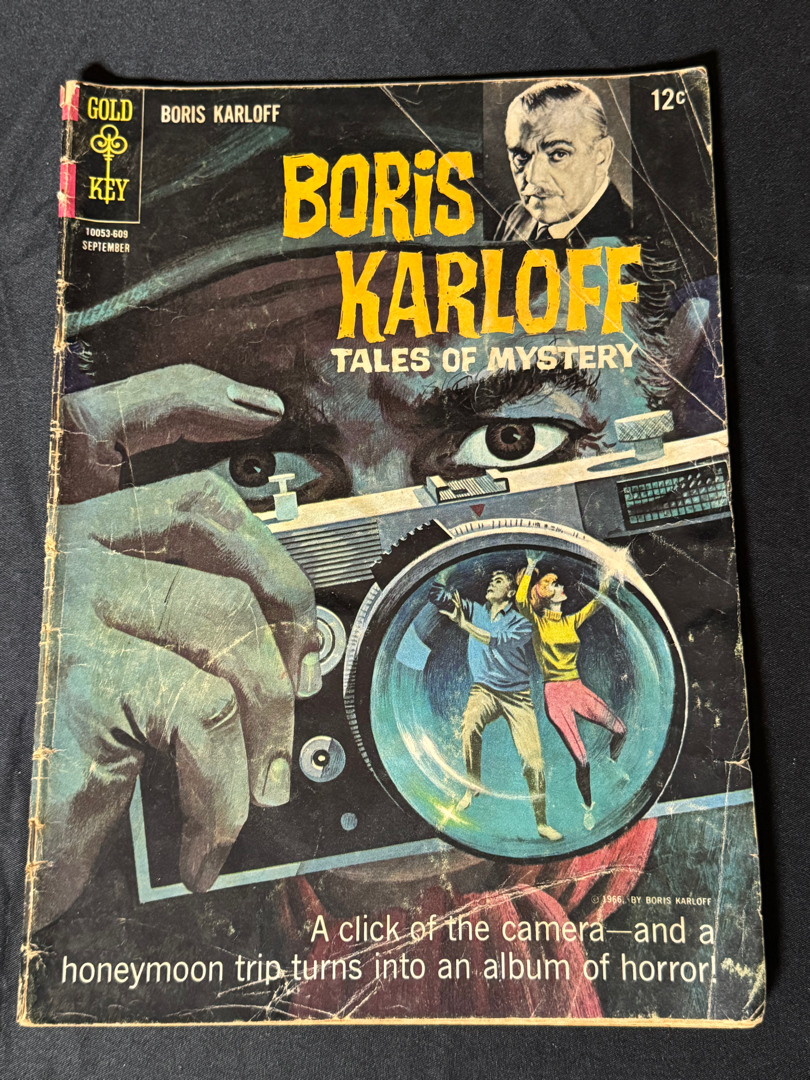 GOLD
KEY
BORIS KARLOFF
12¢
10053-609
SEPTEMBER
BORiS
KARLOFF
TALES OF MYSTERY
© 1966, BY BORIS KARLOFF
A click of the camera—and a
honeymoon trip turns into an album of horror!